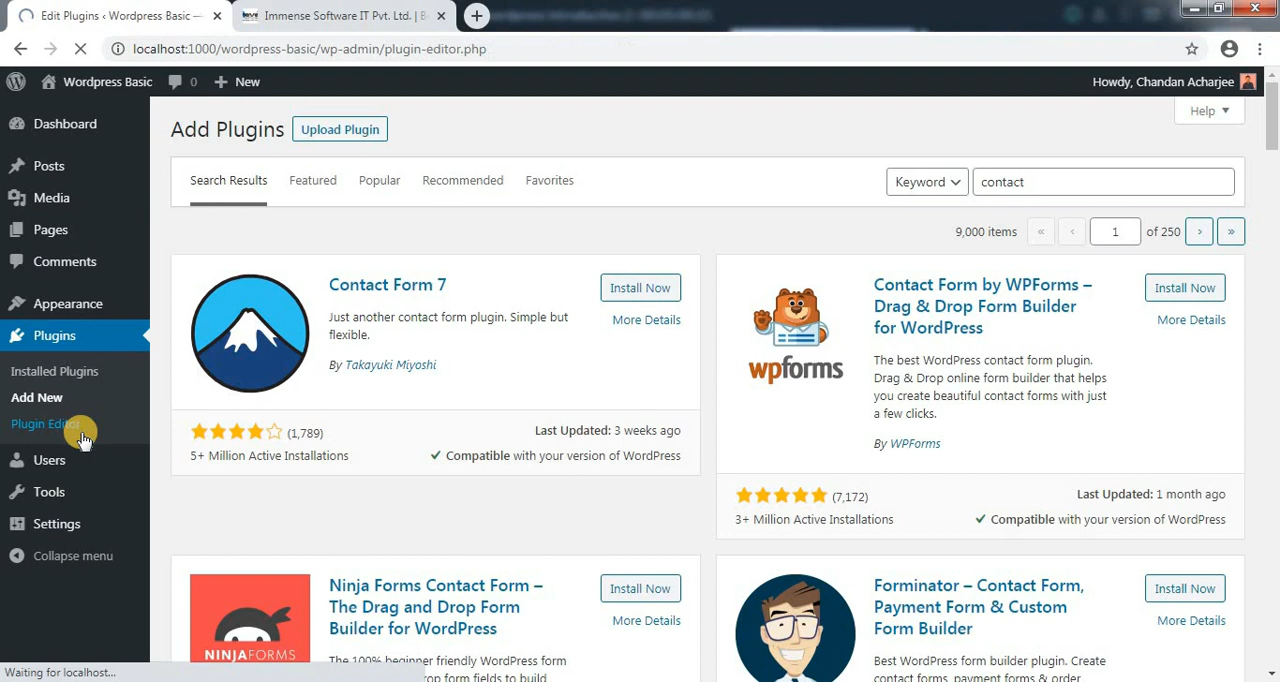 Edit Plugins ‹ Wordpress Basic —
Immense Software IT Pvt. Ltd. | B
localhost:1000/wordpress-basic/wp-admin/plugin-editor.php
Wordpress Basic
0
New
Howdy, Chandan Acharjee
Dashboard
Posts
Media
Pages
Comments
Appearance
Plugins
Installed Plugins
Add New
Plugin Editor
Users
Tools
Settings
Collapse menu
Waiting for localhost...
Help
Add Plugins
Upload Plugin
Search Results
Featured
Popular
Recommended
Favorites
Keyword
contact
9,000 items
«
‹
1
of 250
›
»
Contact Form 7
Just another contact form plugin. Simple but
flexible.
By Takayuki Miyoshi
Install Now
More Details
(1,789)
5+ Million Active Installations
Last Updated: 3 weeks ago
Compatible with your version of WordPress
wpforms
Contact Form by WPForms –
Drag & Drop Form Builder
for WordPress
The best WordPress contact form plugin.
Drag & Drop online form builder that helps
you create beautiful contact forms with just
a few clicks.
By WPForms
Install Now
More Details
(7,172)
3+ Million Active Installations
Last Updated: 1 month ago
Compatible with your version of WordPress
NINJAFORMS
Ninja Forms Contact Form –
The Drag and Drop Form
Builder for WordPress
The 100% beginner friendly WordPress form
drop form fields to build
Install Now
More Details
Forminator – Contact Form,
Payment Form & Custom
Form Builder
Best WordPress form builder plugin. Create
contact forms, payment forms & order
Install Now
More Details